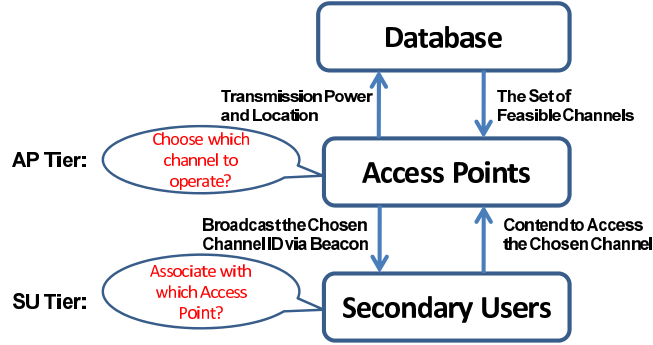 Database
Transmission Power
and Location
The Set of
Feasible Channels
AP Tier:
Choose which
channel to
operate?
Access Points
Broadcast the Chosen
Channel ID via Beacon
Contend to Access
the Chosen Channel
SU Tier:
Associate with
which Access
Point?
Secondary Users